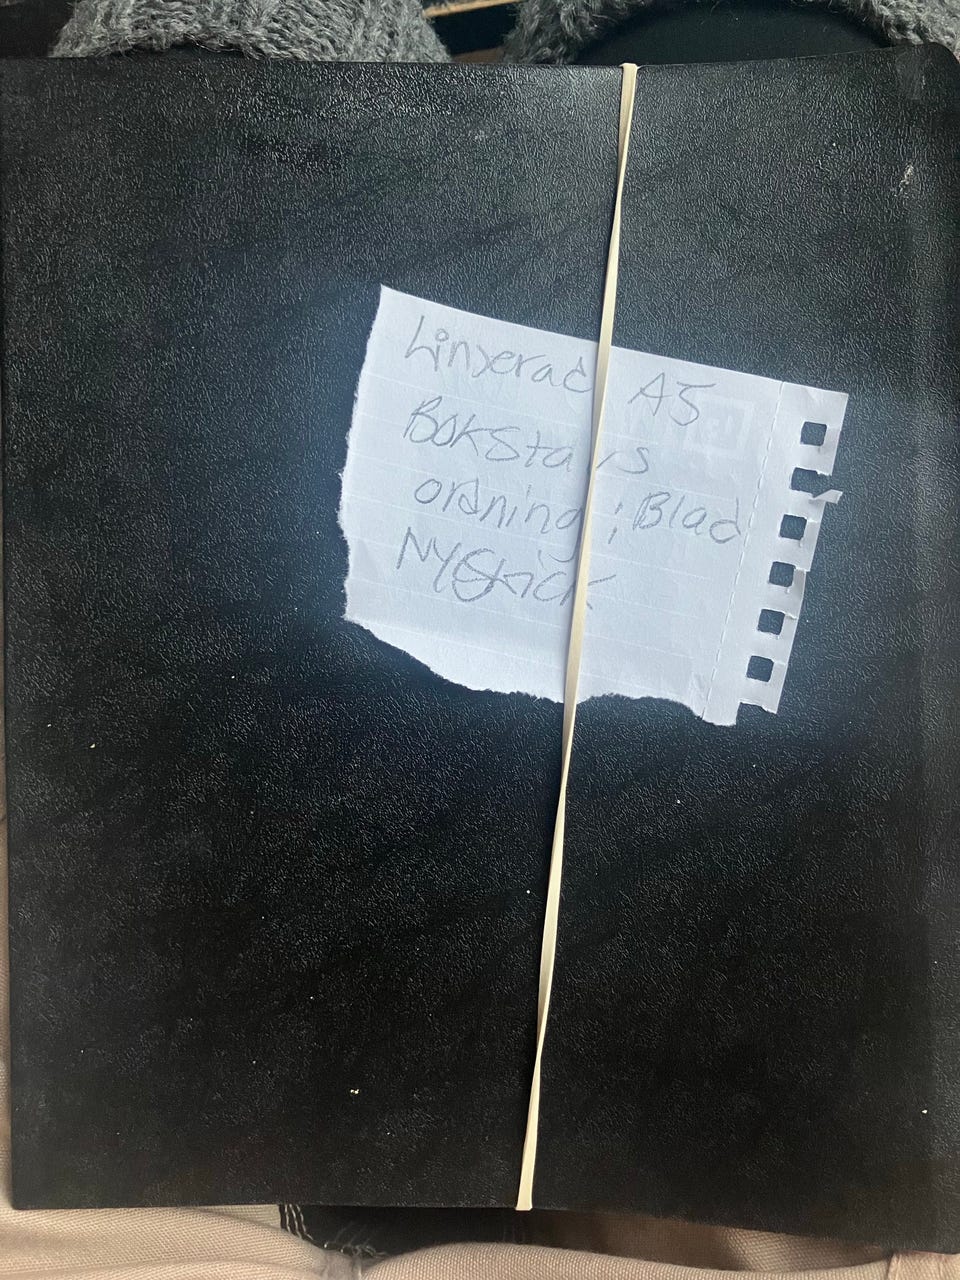 Linjerad A5
Bokstavs
ordning; Blad